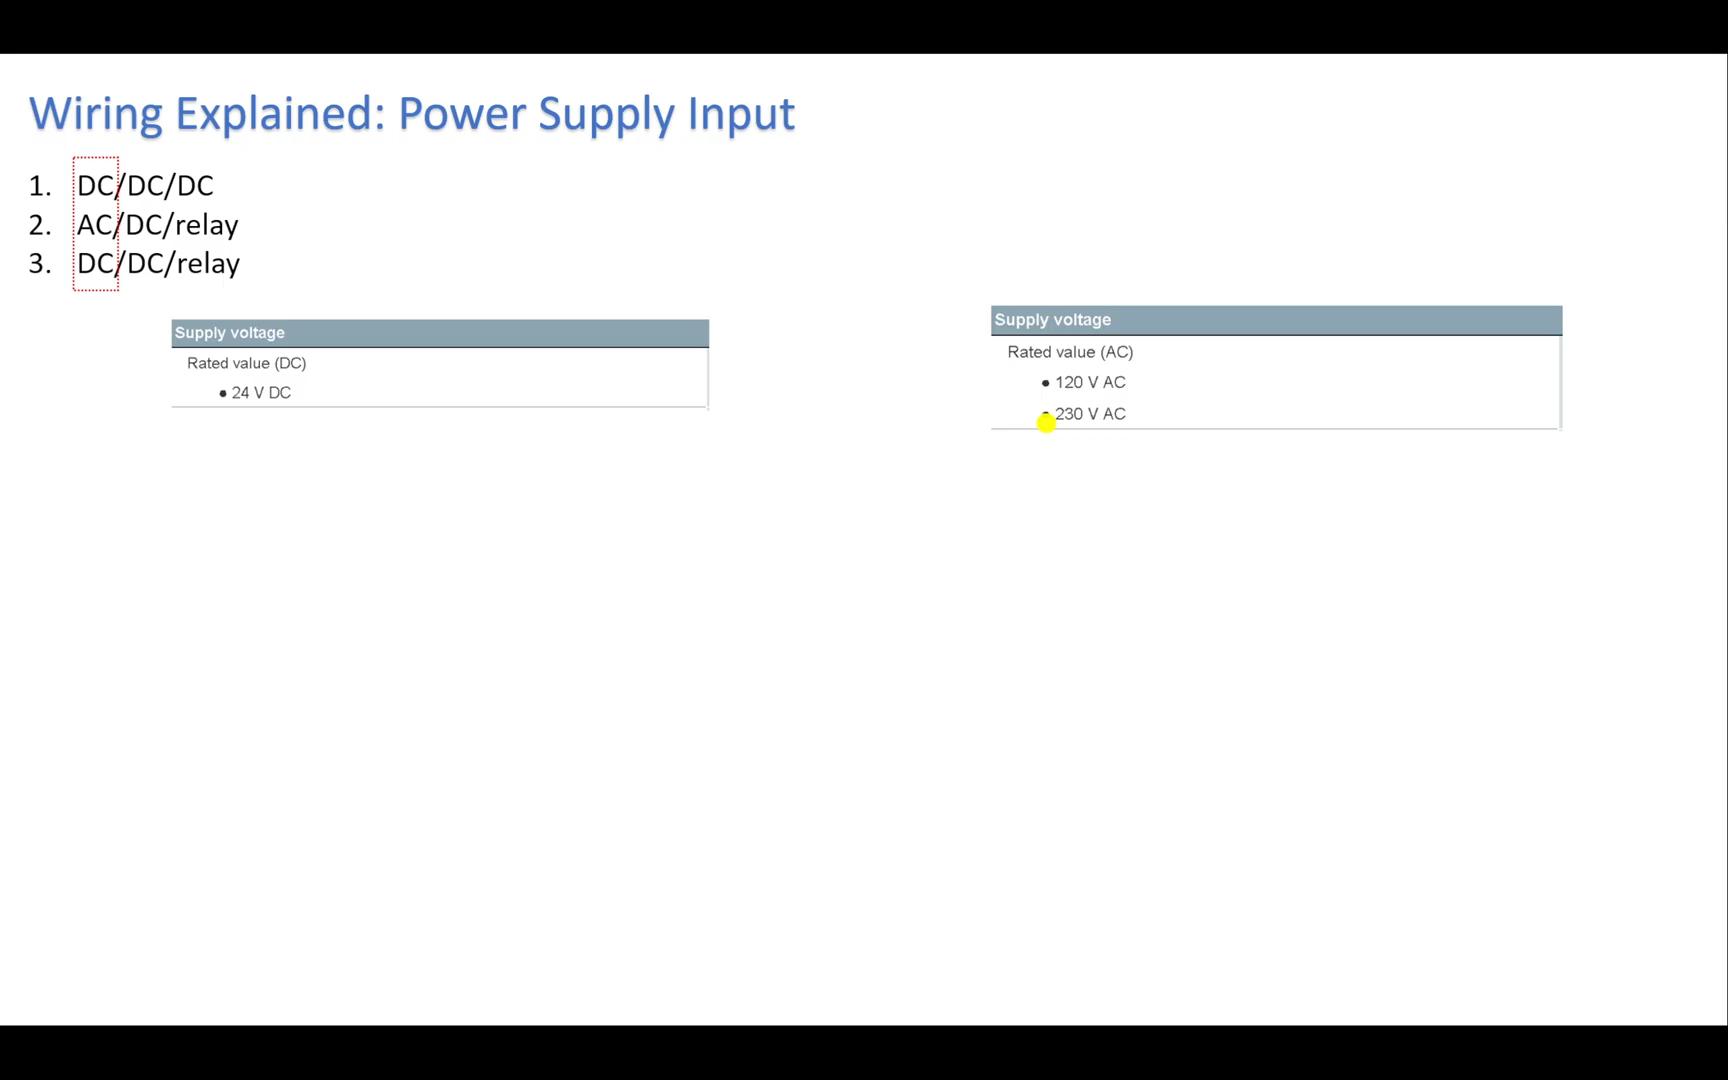 Wiring Explained: Power Supply Input
1. DC/DC/DC
2. AC/DC/relay
3. DC/DC/relay
Supply voltage
Rated value (DC)
• 24 V DC
Supply voltage
Rated value (AC)
• 120 V AC
• 230 V AC